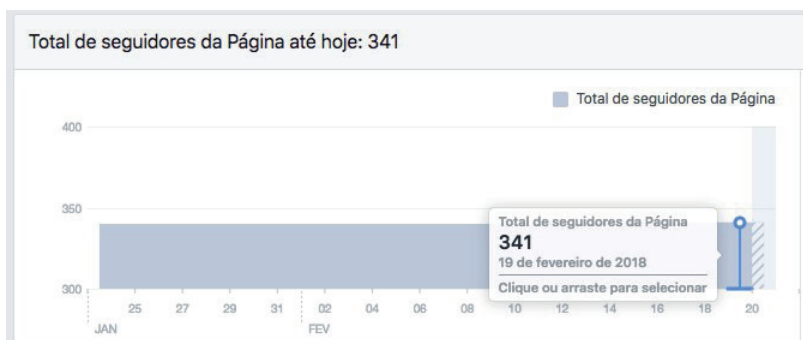 Total de seguidores da Página até hoje: 341
Total de seguidores da Página
400
350
Total de seguidores da Página
341
19 de fevereiro de 2018
Clique ou arraste para selecionar
300
25 27 29 31 02 04 06 08 10 12 14 16 18 20
JAN FEV